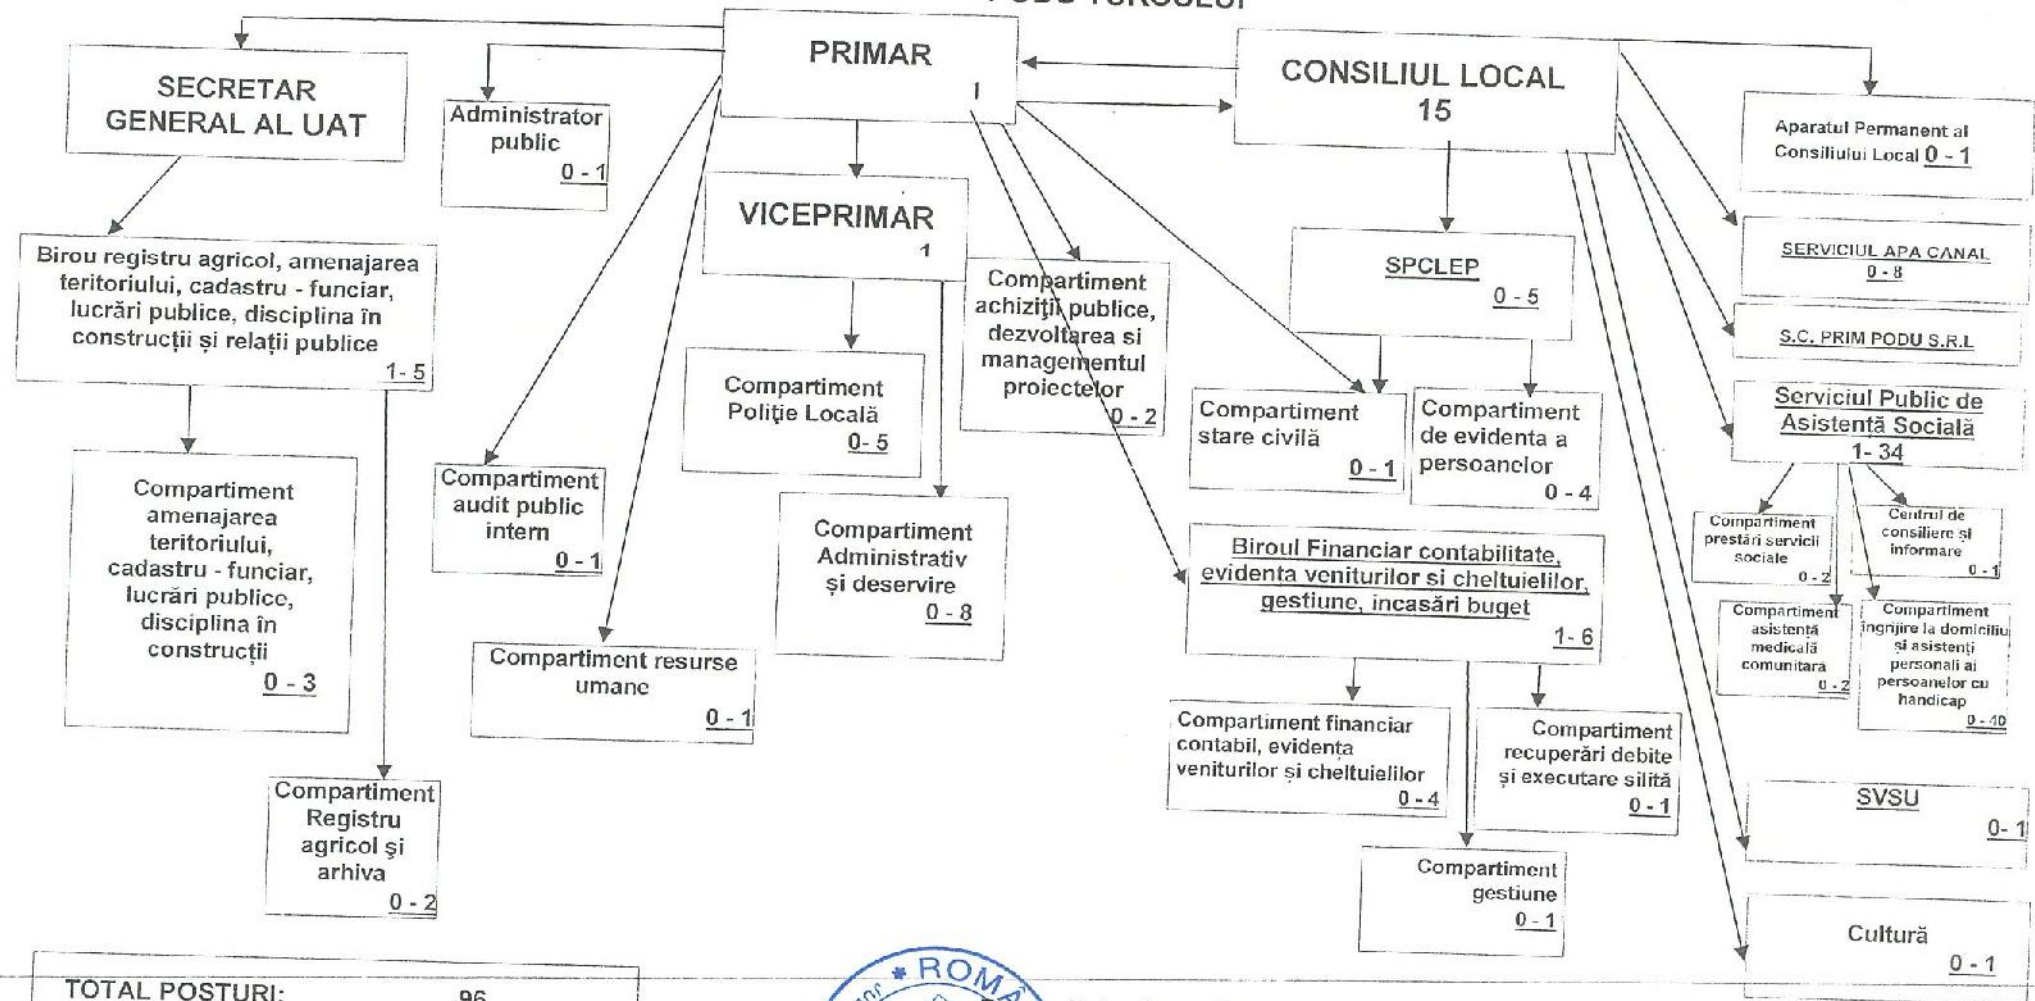 PRIMAR
1
CONSILIUL LOCAL
15
SECRETAR
GENERAL AL UAT
Administrator
public
0 - 1
Aparatul Permanent al
Consiliului Local 0 - 1
VICEPRIMAR
1
SERVICIUL APA CANAL
0 - 8
Birou registru agricol, amenajarea
teritoriului, cadastru - funciar,
lucrări publice, disciplina în
construcții și relații publice
1- 5
Compartiment
achiziţii publice,
dezvoltarea si
managementul
proiectelor
0 - 2
SPCLEP
0 - 5
S.C. PRIM PODU S.R.L
Compartiment
Poliţie Locală
0- 5
Serviciul Public de
Asistență Socială
1- 34
Compartiment
stare civilă
0 - 1
Compartiment
de evidenta a
persoanelor
0 - 4
Compartiment
amenajarea
teritoriului,
cadastru - funciar,
lucrări publice,
disciplina în
construcții
0 - 3
Compartiment
audit public
intern
0 - 1
Compartiment
Administrativ
și deservire
0 - 8
Compartiment
prestări servicii
sociale
0 - 2
Centrul de
consiliere și
informare
0 - 1
Biroul Financiar contabilitate,
evidenta veniturilor si cheltuielilor,
gestiune, incasări buget
1- 6
Compartiment
asistență
medicală
comunitară
0 - 2
Compartiment
îngrijire la domiciliu
și asistenți
personali ai
persoanelor cu
handicap
0 - 40
Compartiment resurse
umane
0 - 1
Compartiment financiar
contabil, evidența
veniturilor și cheltuielilor
0 - 4
Compartiment
recuperări debite
și executare silită
0 - 1
Compartiment
Registru
agricol şi
arhiva
0 - 2
SVSU
0- 1
Compartiment
gestiune
0 - 1
Cultură
0 - 1
TOTAL POSTURI: 96
* ROMÂ